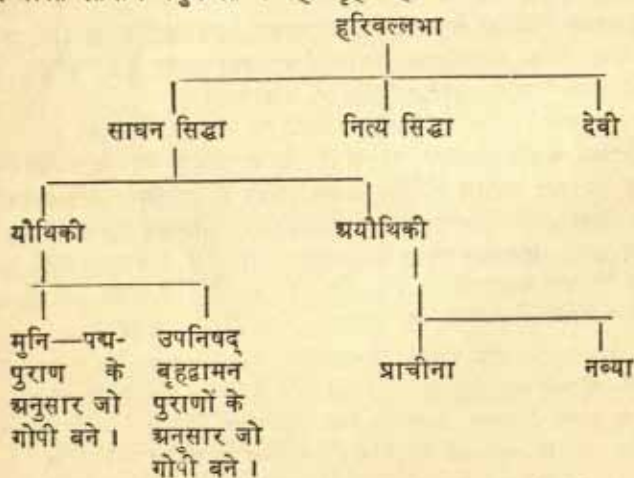 हरिवल्लभा
साधन सिद्धा नित्य सिद्धा देवी
यौथिकी अयौथिकी
मुनि—पद्म-
पुराण के
अनुसार जो
गोपी बने ।
उपनिषद्
बृहद्वामन
पुराणों के
अनुसार जो
गोपी बने ।
प्राचीना नव्या